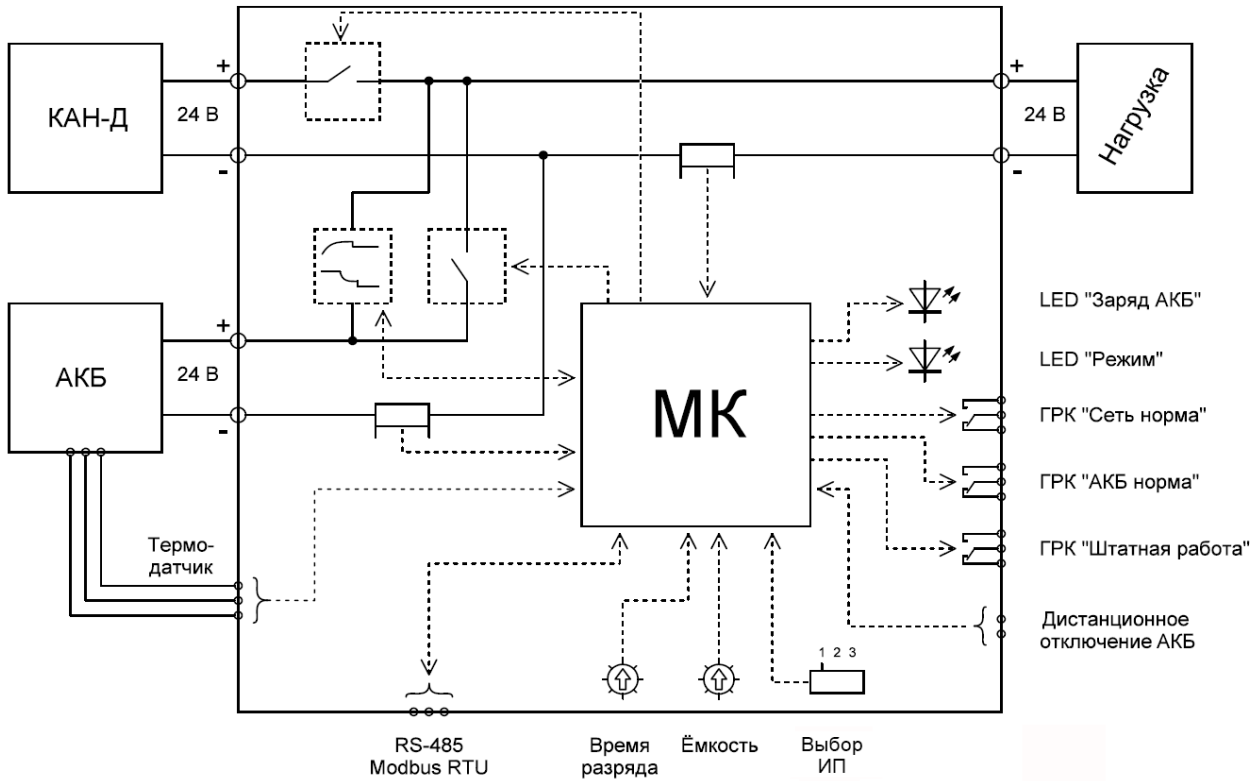 КАН-Д
+
24 В
-
+
24 В
-
Нагрузка
АКБ
+
24 В
-
МК
LED "Заряд АКБ"
LED "Режим"
ГРК "Сеть норма"
ГРК "АКБ норма"
ГРК "Штатная работа"
Дистанционное
отключение АКБ
Термо-
датчик
1 2 3
RS-485
Modbus RTU
Время
разряда
Ёмкость
Выбор
ИП